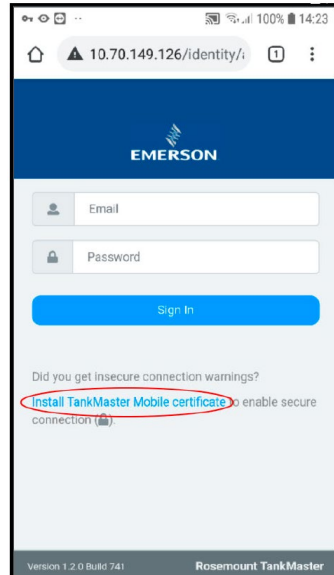 100% 14:23
10.70.149.126/identity/ 1
EMERSON
Email
Password
Sign In
Did you get insecure connection warnings?
Install TankMaster Mobile certificate to enable secure
connection ( ).
Version 1.2.0 Build 741 Rosemount TankMaster